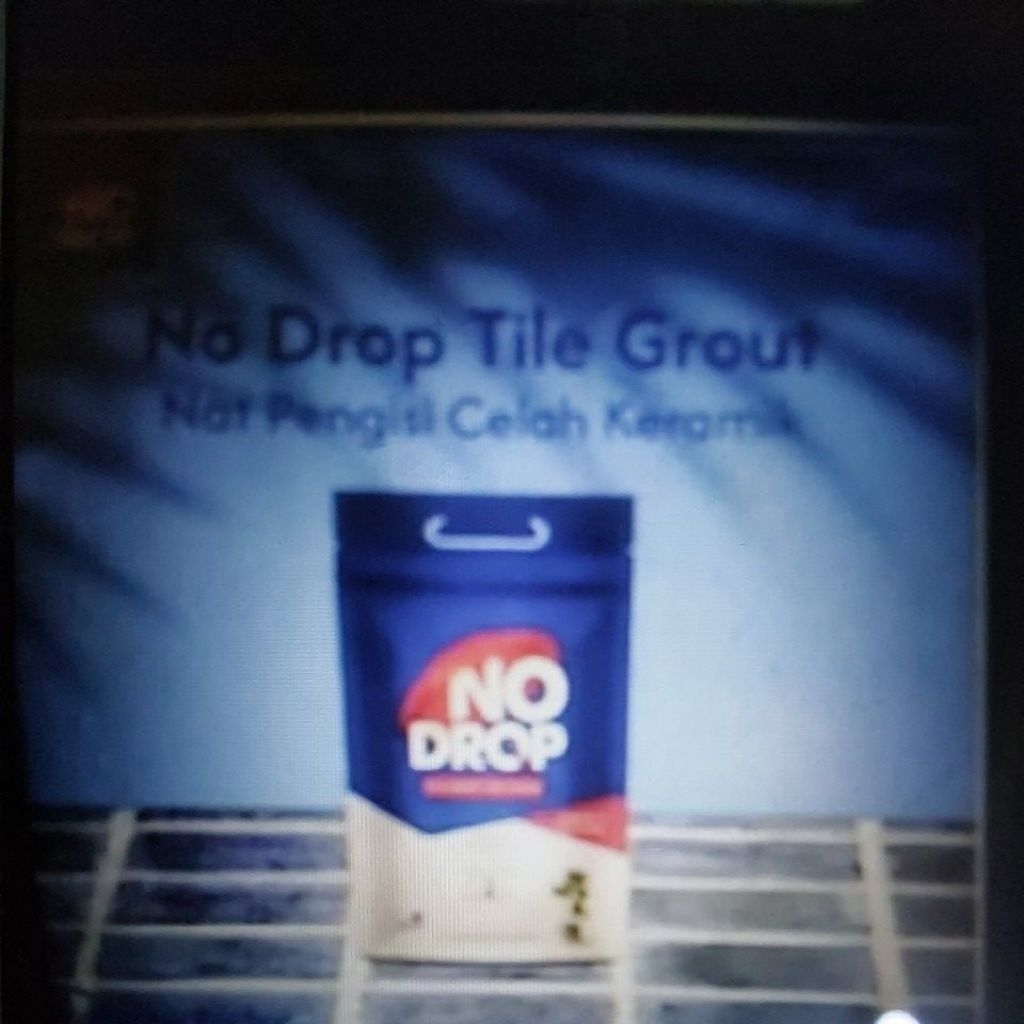 No Drop Tile Grout
Nat Pengisi Celah Keramik
NO
DROP